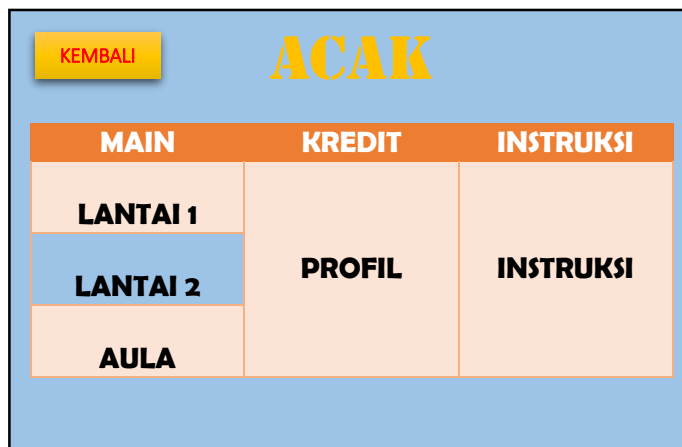 KEMBALI
ACAK
MAIN KREDIT INSTRUKSI
LANTAI 1
LANTAI 2
AULA
PROFIL
INSTRUKSI